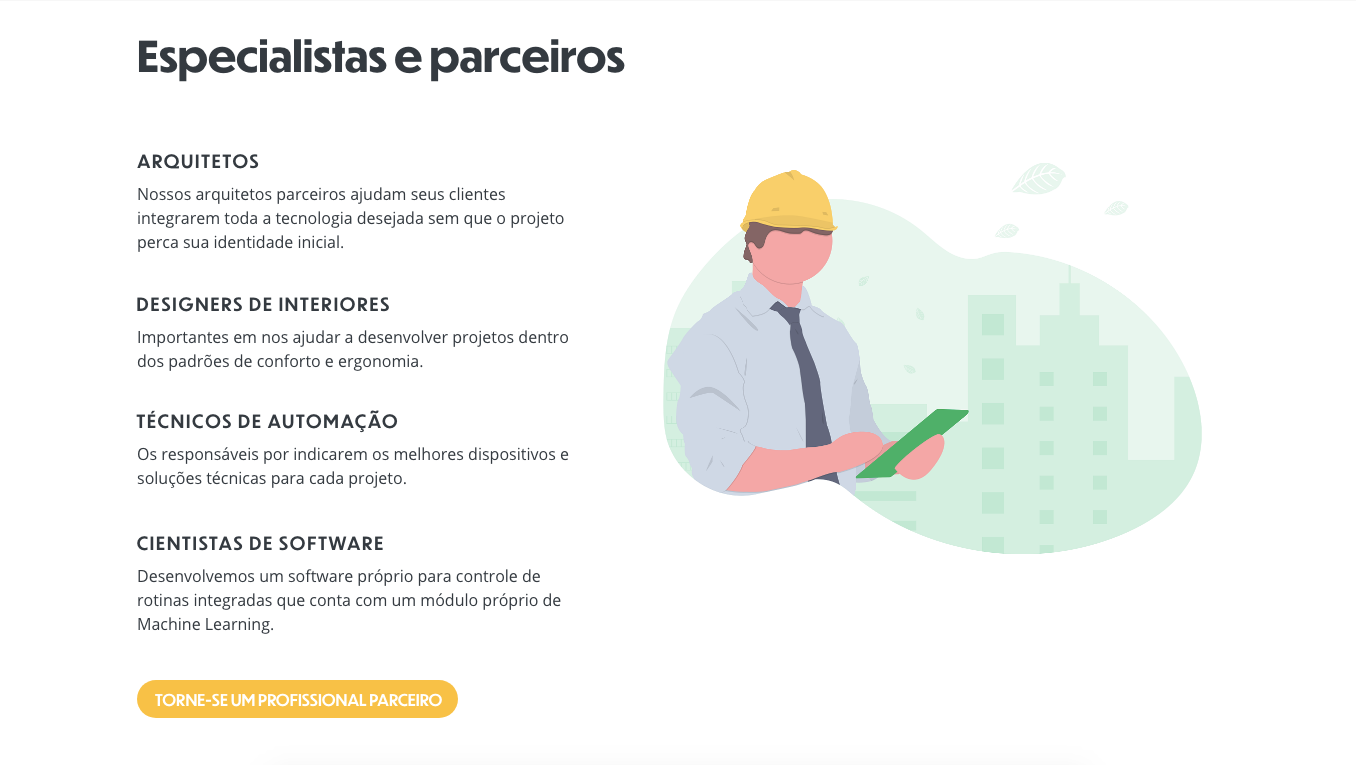 Especialistas e parceiros
ARQUITETOS
Nossos arquitetos parceiros ajudam seus clientes
integrarem toda a tecnologia desejada sem que o projeto
perca sua identidade inicial.
DESIGNERS DE INTERIORES
Importantes em nos ajudar a desenvolver projetos dentro
dos padrões de conforto e ergonomia.
TÉCNICOS DE AUTOMAÇÃO
Os responsáveis por indicarem os melhores dispositivos e
soluções técnicas para cada projeto.
CIENTISTAS DE SOFTWARE
Desenvolvemos um software próprio para controle de
rotinas integradas que conta com um módulo próprio de
Machine Learning.
TORNE-SE UM PROFISSIONAL PARCEIRO